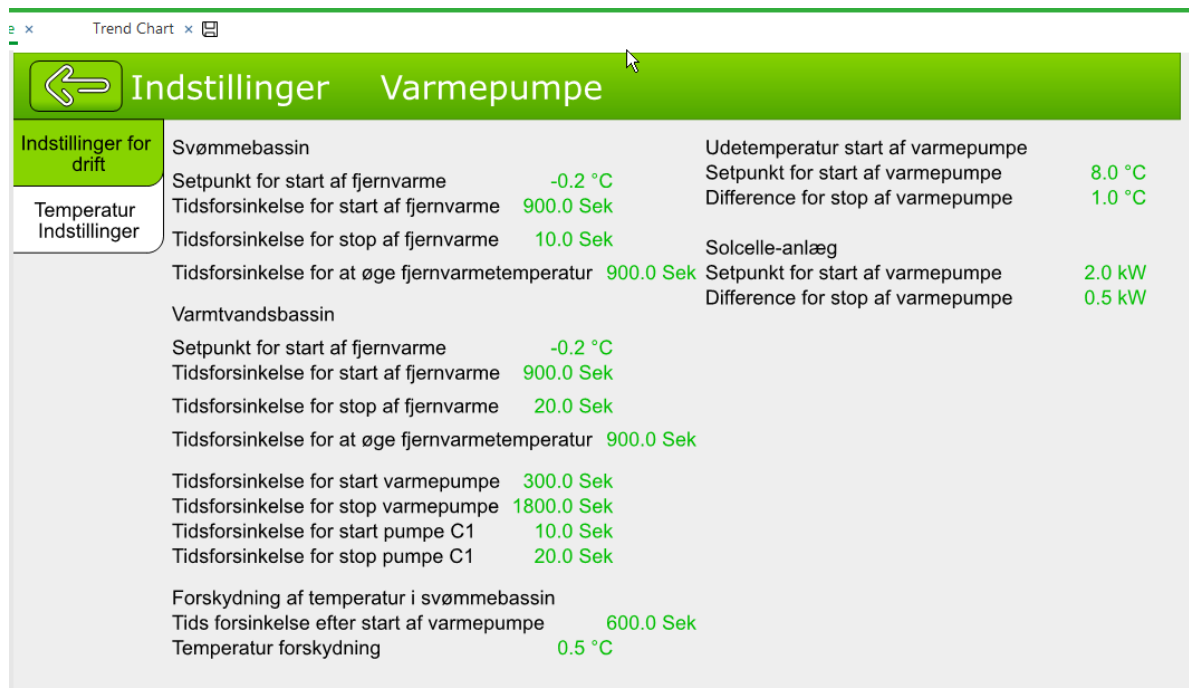 e × Trend Chart ×
Indstillinger Varmepumpe
Indstillinger for
drift
Temperatur
Indstillinger
Svømmebassin
Setpunkt for start af fjernvarme -0.2 °C
Tidsforsinkelse for start af fjernvarme 900.0 Sek
Tidsforsinkelse for stop af fjernvarme 10.0 Sek
Tidsforsinkelse for at øge fjernvarmetemperatur 900.0 Sek
Varmtvandsbassin
Setpunkt for start af fjernvarme -0.2 °C
Tidsforsinkelse for start af fjernvarme 900.0 Sek
Tidsforsinkelse for stop af fjernvarme 20.0 Sek
Tidsforsinkelse for at øge fjernvarmetemperatur 900.0 Sek
Tidsforsinkelse for start varmepumpe 300.0 Sek
Tidsforsinkelse for stop varmepumpe 1800.0 Sek
Tidsforsinkelse for start pumpe C1 10.0 Sek
Tidsforsinkelse for stop pumpe C1 20.0 Sek
Forskydning af temperatur i svømmebassin
Tids forsinkelse efter start af varmepumpe 600.0 Sek
Temperatur forskydning 0.5 °C
Udetemperatur start af varmepumpe
Setpunkt for start af varmepumpe 8.0 °C
Difference for stop af varmepumpe 1.0 °C
Solcelle-anlæg
Setpunkt for start af varmepumpe 2.0 kW
Difference for stop af varmepumpe 0.5 kW